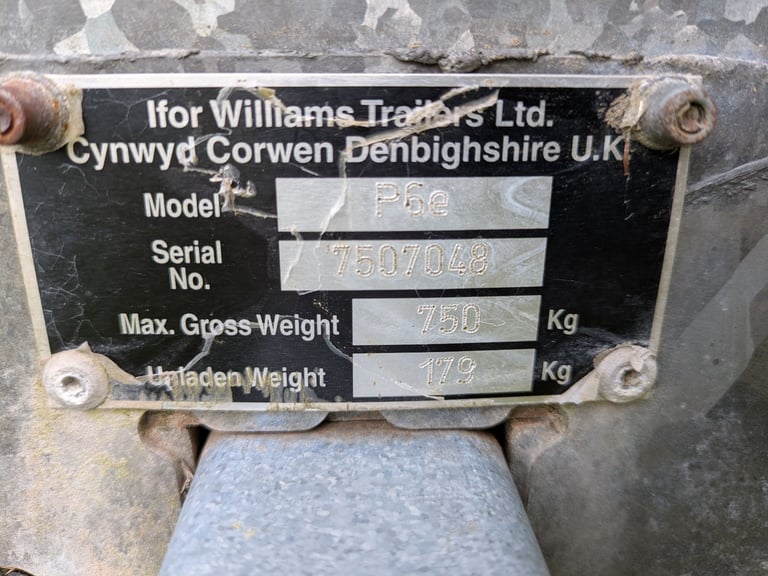 Ifor Williams Trailers Ltd.
Cynwyd Corwen Denbighshire U.K
Model P6e
Serial No. 7507048
Max. Gross Weight 750 Kg
Unladen Weight 179 Kg